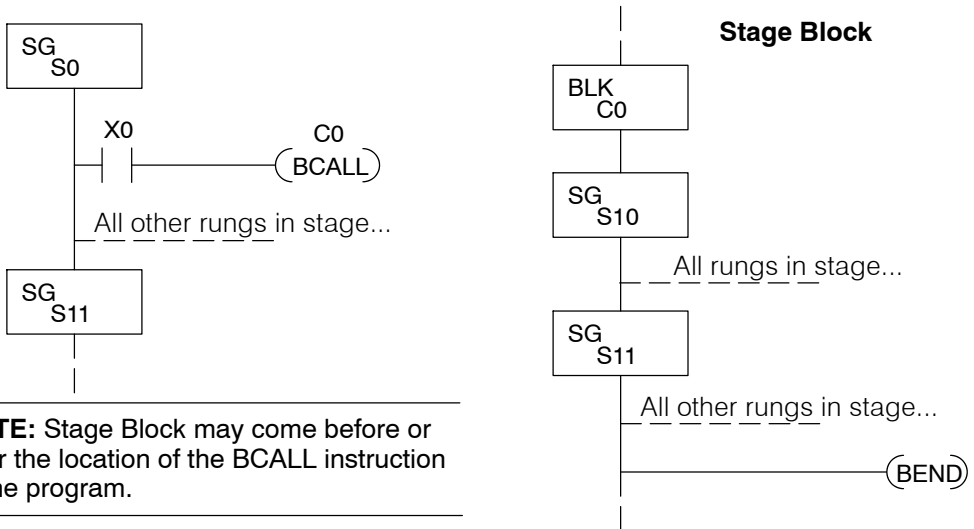 SG
S0
X0
C0
BCALL
All other rungs in stage...
SG
S11
TE: Stage Block may come before or
r the location of the BCALL instruction
ne program.
Stage Block
BLK
C0
SG
S10
All rungs in stage...
SG
S11
All other rungs in stage...
BEND